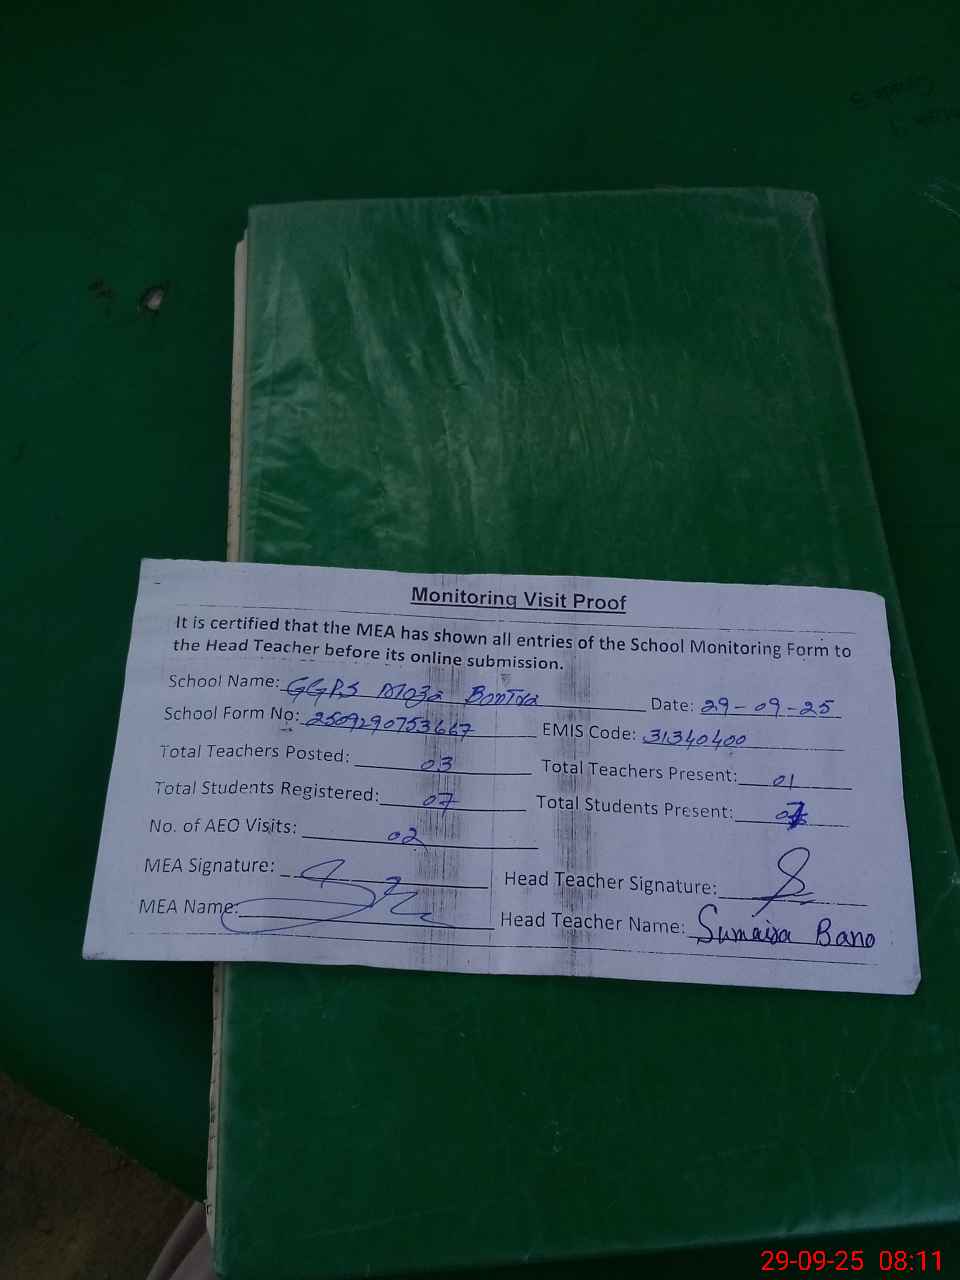 Monitoring Visit Proof
It is certified that the MEA has shown all entries of the School Monitoring Form to
the Head Teacher before its online submission.
School Name: GGPS Moza Date: 29-09-25
School Form No: 2509290753667 EMIS Code: 31340400
Total Teachers Posted: 03 Total Teachers Present: 01
Total Students Registered: 07 Total Students Present:
No. of AEO Visits: 02
MEA Signature: Head Teacher Signature:
MEA Name: Head Teacher Name: Sumaira Bano
29-09-25 08:11